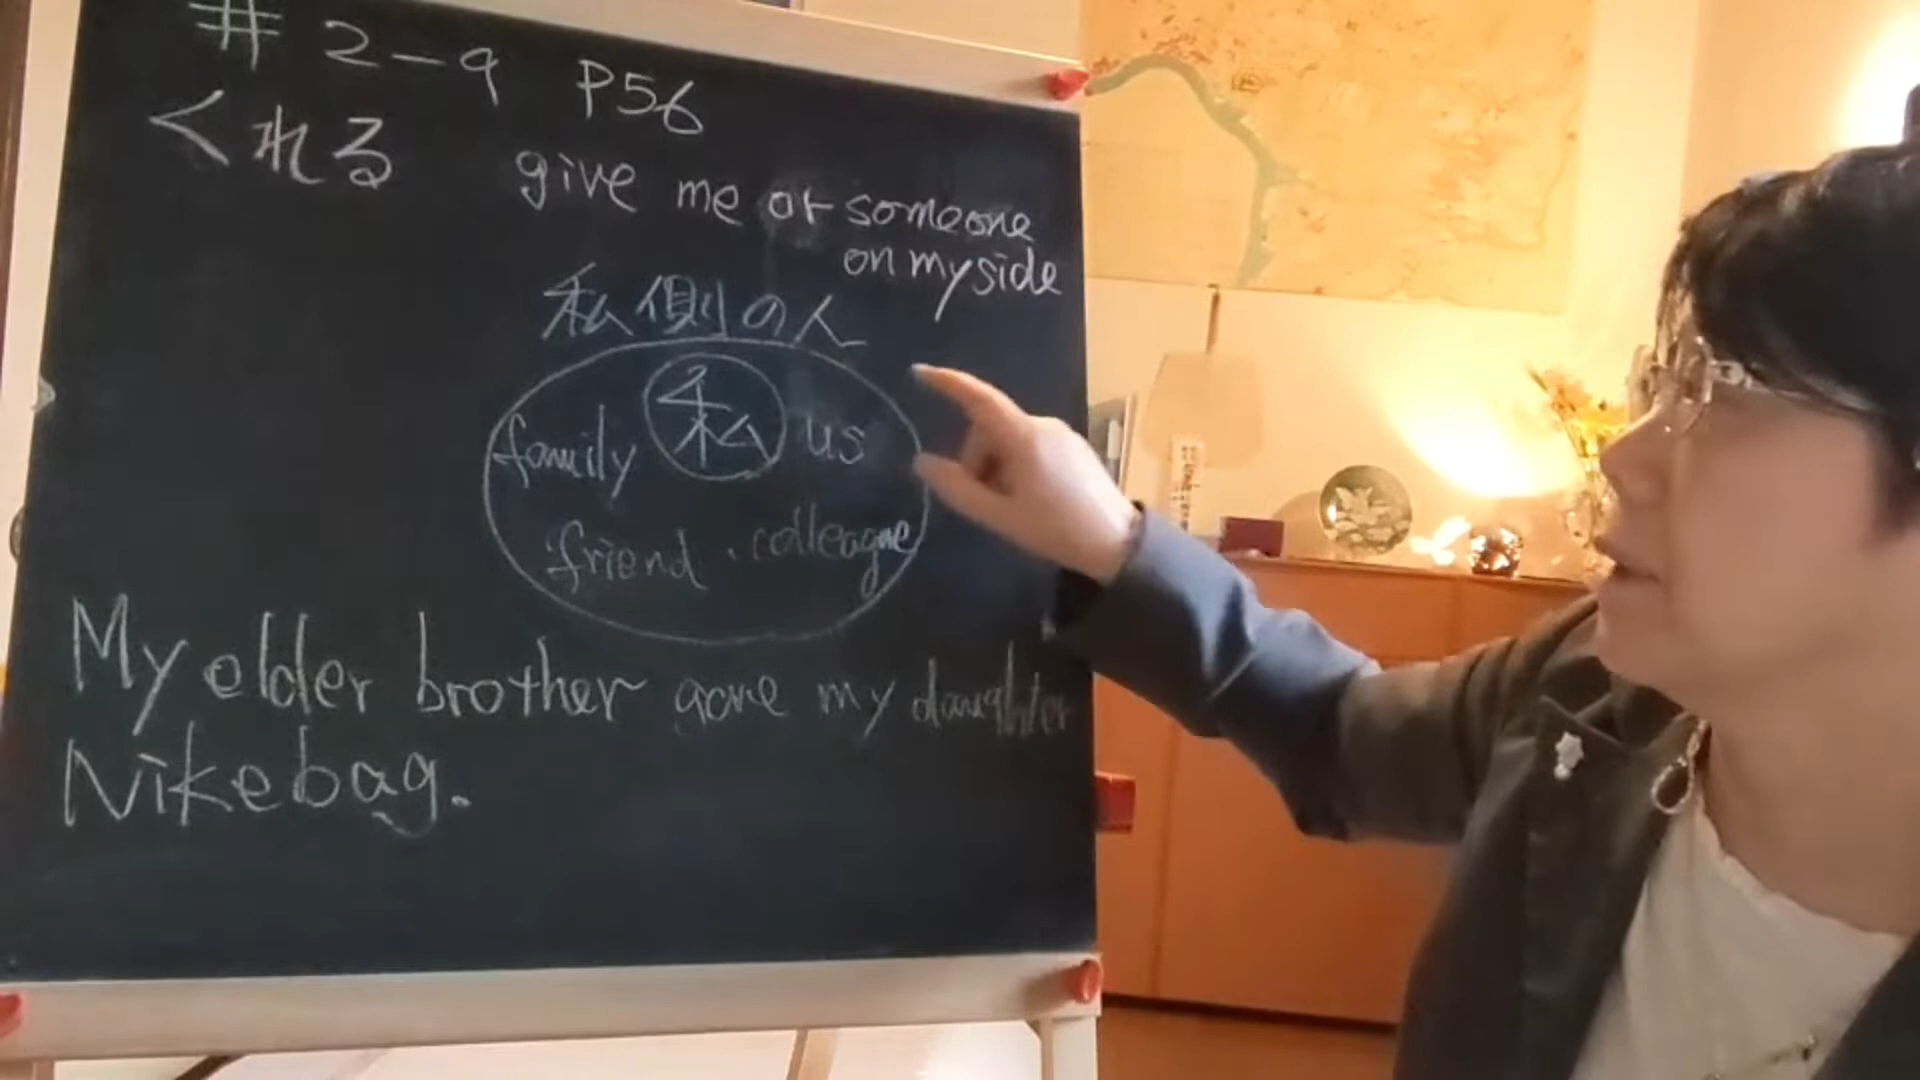 # 2-9 P56
くれる give me or someone
on my side
私側の人
family 私 us
friend · colleague
My older brother gave my daughter
Nike bag.